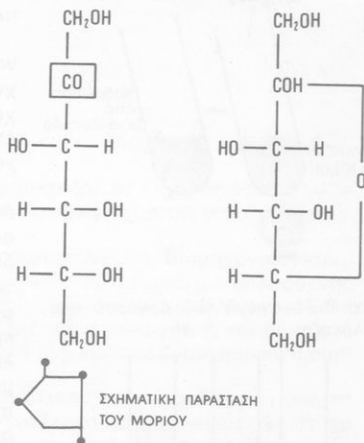 CH₂OH CH₂OH
CO COH
HO — C — H HO — C — H O
H — C — OH H — C — OH
H — C — OH H — C
CH₂OH CH₂OH
ΣΧΗΜΑΤΙΚΗ ΠΑΡΑΣΤΑΣΗ
ΤΟΥ ΜΟΡΙΟΥ